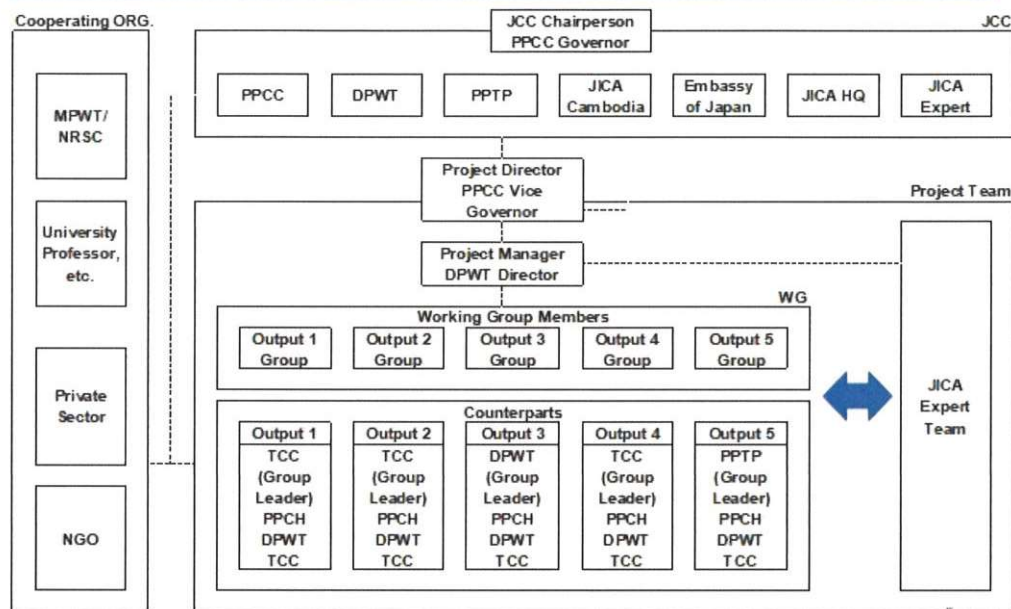 Cooperating ORG.
MPWT/
NRSC
University
Professor,
etc.
Private
Sector
NGO
JCC Chairperson
PPCC Governor
JCC
PPCC
DPWT
PPTP
JICA
Cambodia
Embassy
of Japan
JICA HQ
JICA
Expert
Project Director
PPCC Vice
Governor
Project Team
Project Manager
DPWT Director
WG
Working Group Members
Output 1
Group
Output 2
Group
Output 3
Group
Output 4
Group
Output 5
Group
Counterparts
Output 1
TCC
(Group
Leader)
PPCH
DPWT
TCC
Output 2
TCC
(Group
Leader)
PPCH
DPWT
TCC
Output 3
DPWT
(Group
Leader)
PPCH
DPWT
TCC
Output 4
TCC
(Group
Leader)
PPCH
DPWT
TCC
Output 5
PPTP
(Group
Leader)
PPCH
DPWT
TCC
JICA
Expert
Team